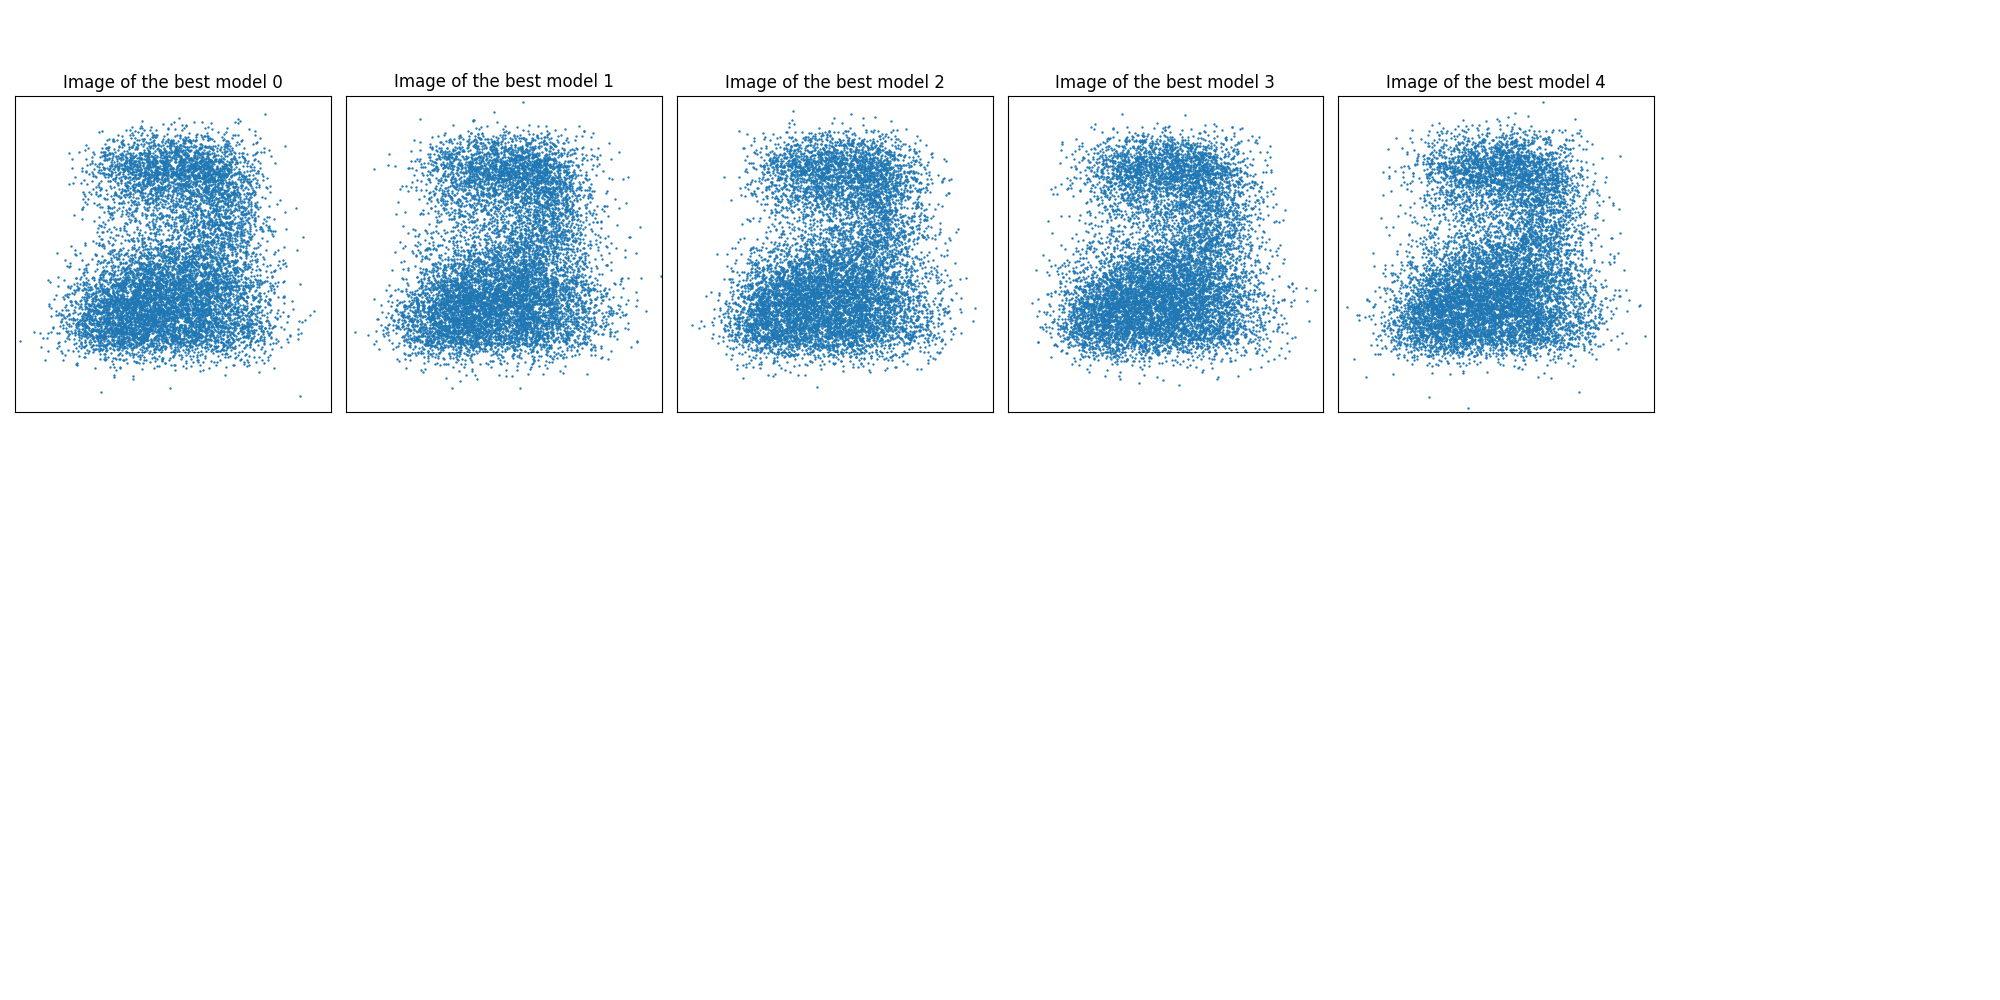 Image of the best model 0
Image of the best model 1
Image of the best model 2
Image of the best model 3
Image of the best model 4